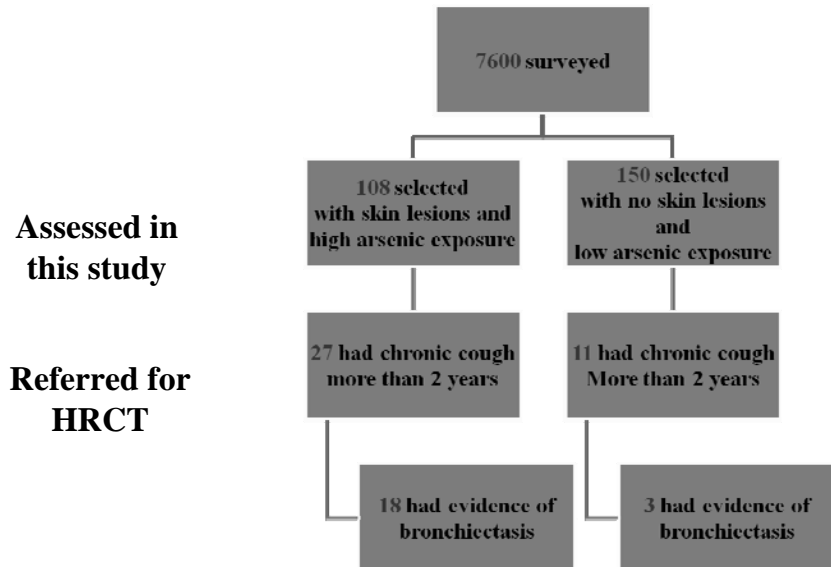 7600 surveyed
108 selected
with skin lesions and
high arsenic exposure
150 selected
with no skin lesions
and
low arsenic exposure
Assessed in
this study
27 had chronic cough
more than 2 years
11 had chronic cough
More than 2 years
Referred for
HRCT
18 had evidence of
bronchiectasis
3 had evidence of
bronchiectasis